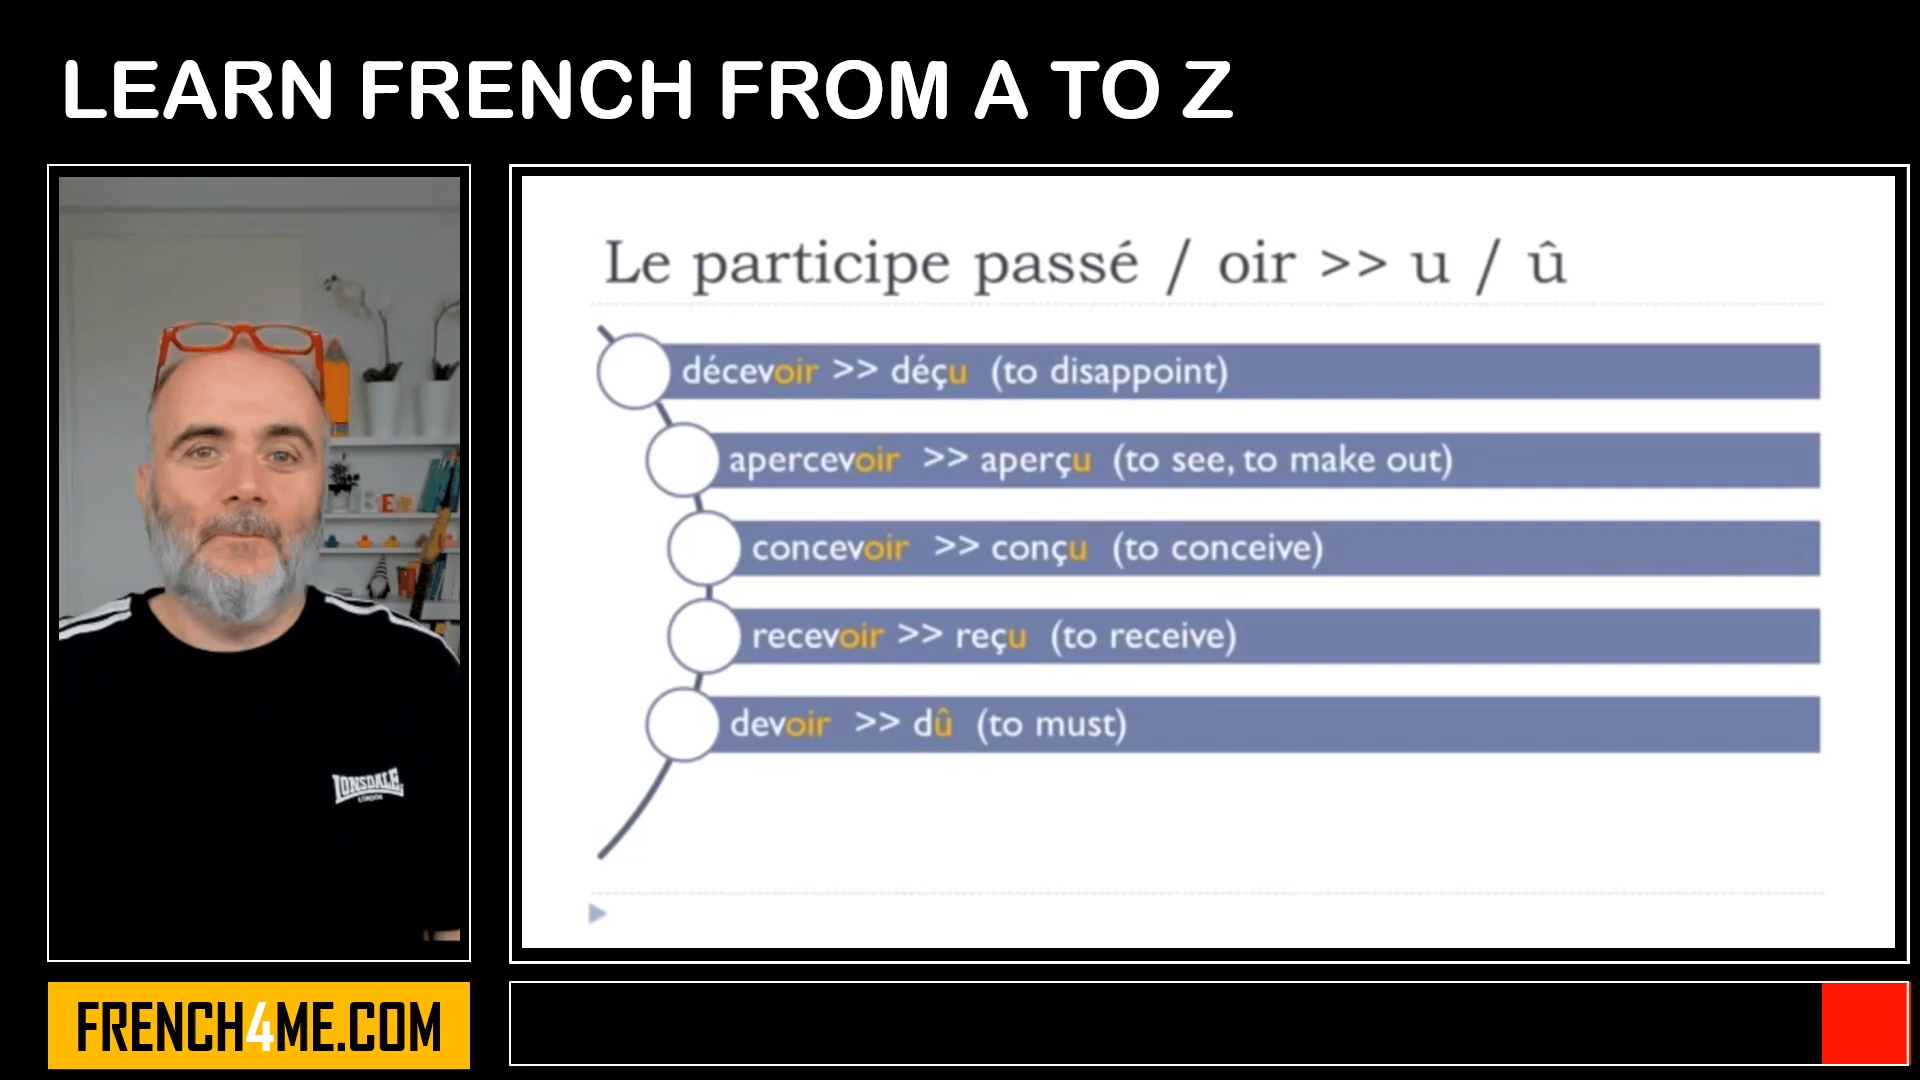 LEARN FRENCH FROM A TO Z
Le participe passé / oir >> u / û
décevoir >> déçu (to disappoint)
apercevoir >> aperçu (to see, to make out)
concevoir >> conçu (to conceive)
recevoir >> reçu (to receive)
devoir >> dû (to must)
LONSDALE
LONDON
FRENCH4ME.COM